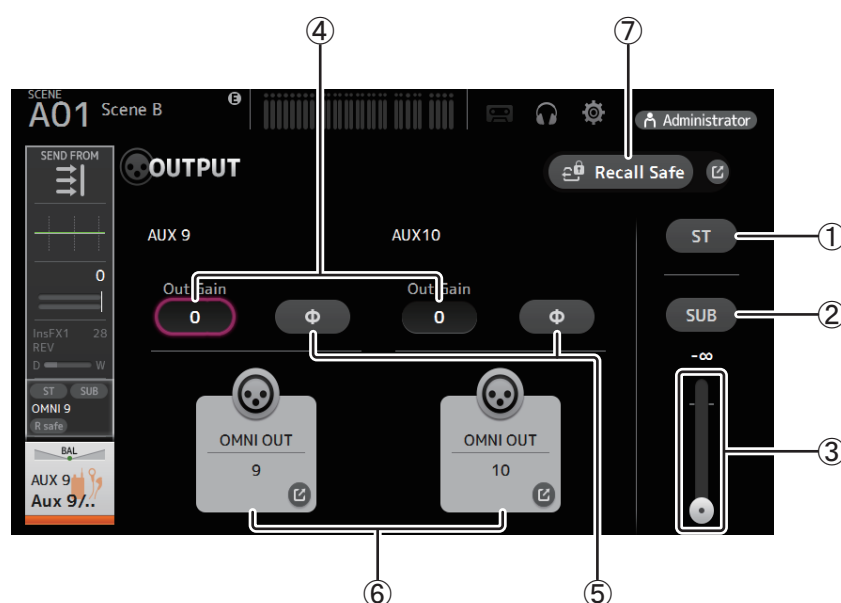 ④
⑦
SCENE
A01 Scene B
E
Administrator
SEND FROM
OUTPUT
Recall Safe
AUX 9
AUX10
ST
①
0
Out Gain
Out Gain
0
Φ
0
Φ
SUB
②
InsFX1 28
REV
D W
-∞
ST SUB
OMNI 9
R safe
OMNI OUT
9
OMNI OUT
10
③
BAL
AUX 9
Aux 9/..
⑥
⑤